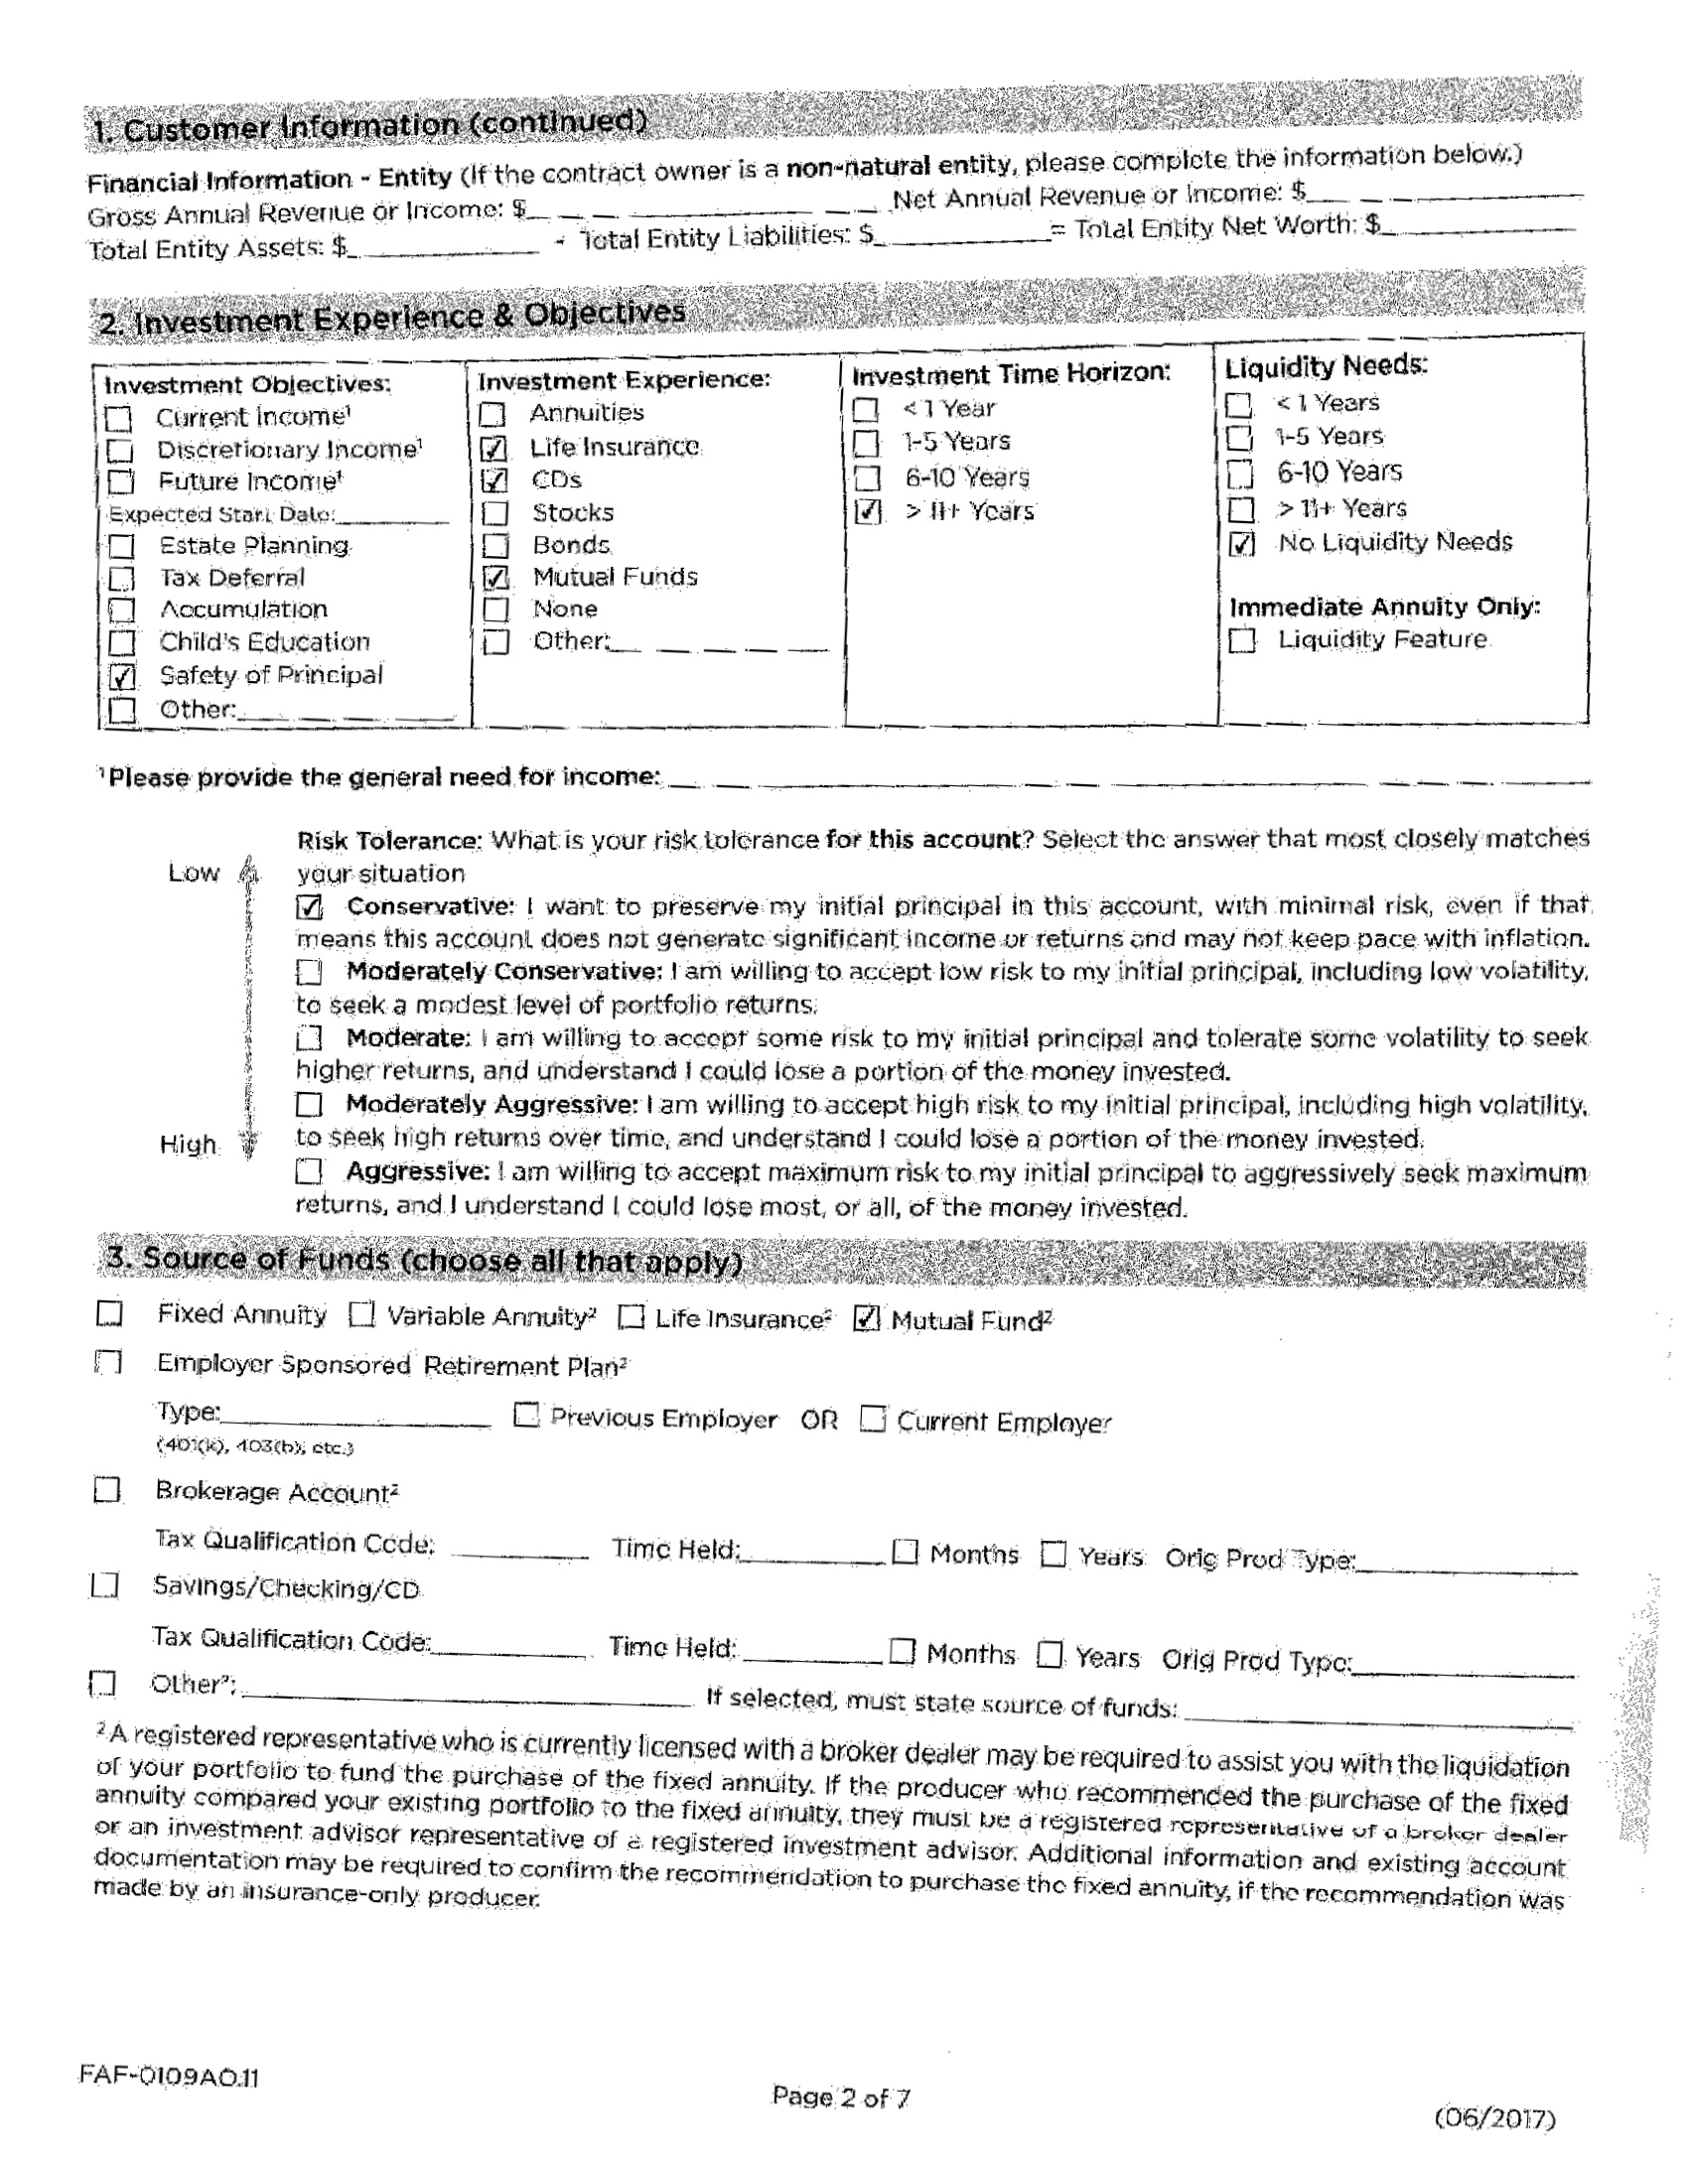 1. Customer Information (continued)
Financial Information - Entity (If the contract owner is a non-natural entity, please complete the information below.)
Gross Annual Revenue or Income: $ Net Annual Revenue or Income: $
Total Entity Assets: $ - Total Entity Liabilities: $ = Total Entity Net Worth: $
2. Investment Experience & Objectives
Investment Objectives:
☐ Current Income¹
☐ Discretionary Income¹
☐ Future Income¹
Expected Start Date:
☐ Estate Planning
☐ Tax Deferral
☐ Accumulation
☐ Child's Education
☑ Safety of Principal
☐ Other:
Investment Experience:
☐ Annuities
☑ Life Insurance
☑ CDs
☐ Stocks
☐ Bonds
☑ Mutual Funds
☐ None
☐ Other:
Investment Time Horizon:
☐ < 1 Year
☐ 1-5 Years
☐ 6-10 Years
☑ > 11+ Years
Liquidity Needs:
☐ < 1 Years
☐ 1-5 Years
☐ 6-10 Years
☐ > 11+ Years
☑ No Liquidity Needs
Immediate Annuity Only:
☐ Liquidity Feature
¹Please provide the general need for income:
Low
High
Risk Tolerance: What is your risk tolerance for this account? Select the answer that most closely matches
your situation
☑ Conservative: I want to preserve my initial principal in this account, with minimal risk, even if that
means this account does not generate significant income or returns and may not keep pace with inflation.
☐ Moderately Conservative: I am willing to accept low risk to my initial principal, including low volatility,
to seek a modest level of portfolio returns.
☐ Moderate: I am willing to accept some risk to my initial principal and tolerate some volatility to seek
higher returns, and understand I could lose a portion of the money invested.
☐ Moderately Aggressive: I am willing to accept high risk to my initial principal, including high volatility,
to seek high returns over time, and understand I could lose a portion of the money invested.
☐ Aggressive: I am willing to accept maximum risk to my initial principal to aggressively seek maximum
returns, and I understand I could lose most, or all, of the money invested.
3. Source of Funds (choose all that apply)
☐ Fixed Annuity ☐ Variable Annuity² ☐ Life Insurance² ☑ Mutual Fund²
☐ Employer Sponsored Retirement Plan²
Type: ☐ Previous Employer OR ☐ Current Employer
(401(k), 403(b), etc.)
☐ Brokerage Account²
Tax Qualification Code: Time Held: ☐ Months ☐ Years Orig Prod Type:
☐ Savings/Checking/CD
Tax Qualification Code: Time Held: ☐ Months ☐ Years Orig Prod Type:
☐ Other²: If selected, must state source of funds:
²A registered representative who is currently licensed with a broker dealer may be required to assist you with the liquidation
of your portfolio to fund the purchase of the fixed annuity. If the producer who recommended the purchase of the fixed
annuity compared your existing portfolio to the fixed annuity, they must be a registered representative of a broker dealer
or an investment advisor representative of a registered investment advisor. Additional information and existing account
documentation may be required to confirm the recommendation to purchase the fixed annuity, if the recommendation was
made by an insurance-only producer.
FAF-0109AO.11
Page 2 of 7
(06/2017)